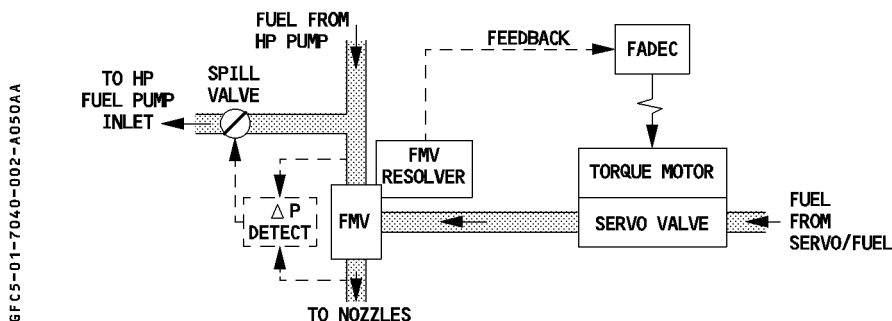 FUEL FROM
HP PUMP
FEEDBACK
FADEC
TO HP
FUEL PUMP
INLET
SPILL
VALVE
FMV
RESOLVER
TORQUE MOTOR
△ P
DETECT
FMV
SERVO VALVE
FUEL
FROM
SERVO/FUEL
TO NOZZLES
GFC5-01-7040-002-A050AA